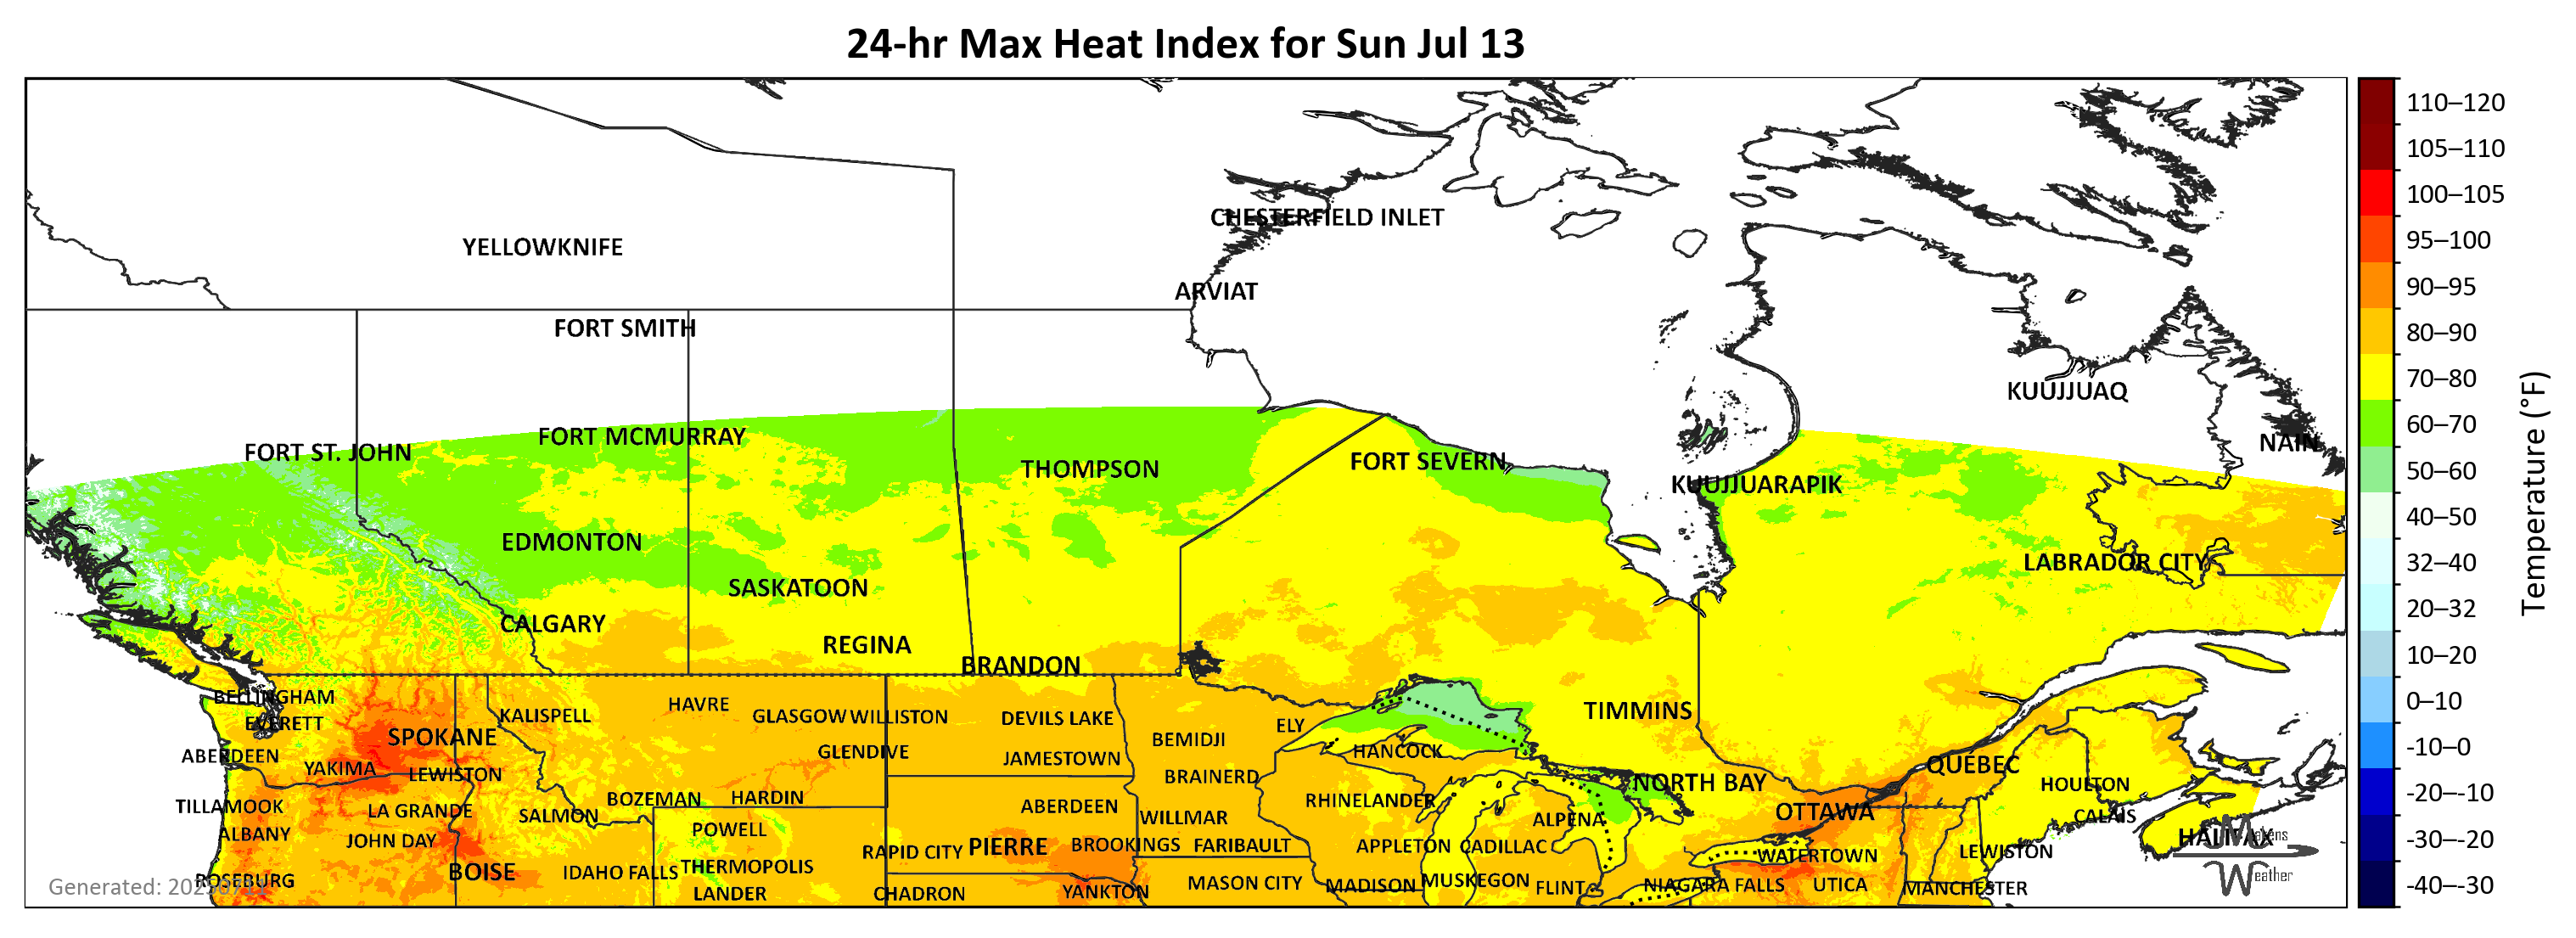 24-hr Max Heat Index for Sun Jul 13
110–120
105–110
100–105
95–100
90–95
80–90
70–80
60–70
50–60
40–50
32–40
20–32
10–20
0–10
-10–0
-20–-10
-30–-20
-40–-30
Temperature (°F)
CHESTERFIELD INLET
YELLOWKNIFE
ARVIAT
FORT SMITH
KUUJJUAQ
FORT MCMURRAY
NAIN
FORT ST. JOHN
FORT SEVERN
THOMPSON
KUUJJUARAPIK
EDMONTON
LABRADOR CITY
SASKATOON
CALGARY
REGINA
BRANDON
BELLINGHAM
HAVRE
TIMMINS
KALISPELL
GLASGOW
WILLISTON
DEVILS LAKE
EVERETT
ELY
SPOKANE
BEMIDJI
GLENDIVE
HANCOCK
ABERDEEN
JAMESTOWN
QUÉBEC
YAKIMA
LEWISTON
BRAINERD
NORTH BAY
HOULTON
BOZEMAN
HARDIN
RHINELANDER
TILLAMOOK
LA GRANDE
ABERDEEN
OTTAWA
SALMON
WILLMAR
ALPENA
CALAIS
POWELL
ALBANY
JOHN DAY
HALIFAX
PIERRE
BROOKINGS
FARIBAULT
APPLETON
CADILLAC
RAPID CITY
WATERTOWN
LEWISTON
BOISE
IDAHO FALLS
THERMOPOLIS
ROSEBURG
MASON CITY
MADISON
MUSKEGON
FLINT
NIAGARA FALLS
UTICA
MANCHESTER
LANDER
CHADRON
YANKTON
Makens
Weather
Generated: